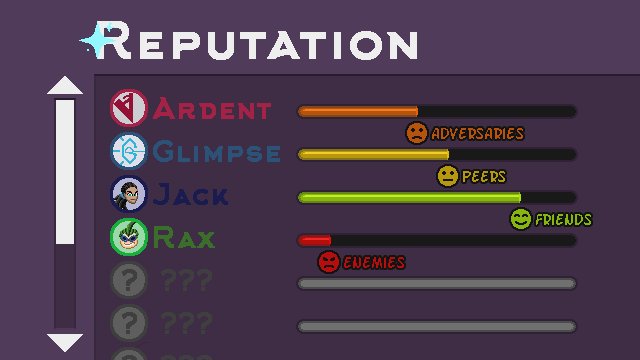 REPUTATION
ARDENT
ADVERSARIES
GLIMPSE
PEERS
JACK
FRIENDS
RAX
ENEMIES
? ???
? ???